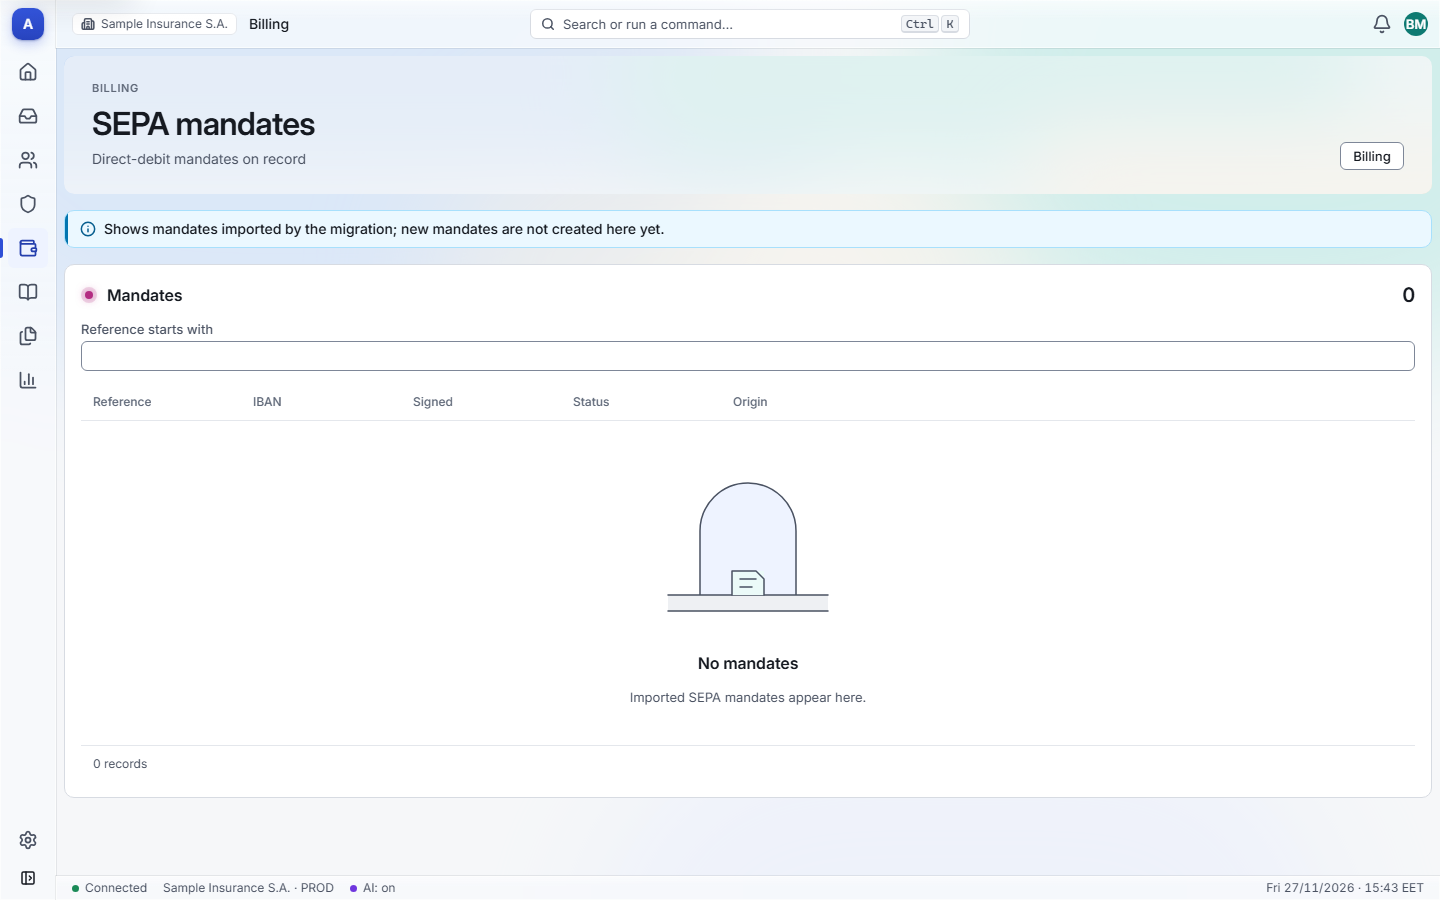 A
Sample Insurance S.A.
Billing
Search or run a command...
Ctrl K
BM
BILLING
SEPA mandates
Direct-debit mandates on record
Billing
Shows mandates imported by the migration; new mandates are not created here yet.
Mandates
0
Reference starts with
Reference IBAN Signed Status Origin
No mandates
Imported SEPA mandates appear here.
0 records
Connected Sample Insurance S.A. · PROD AI: on
Fri 27/11/2026 · 15:43 EET